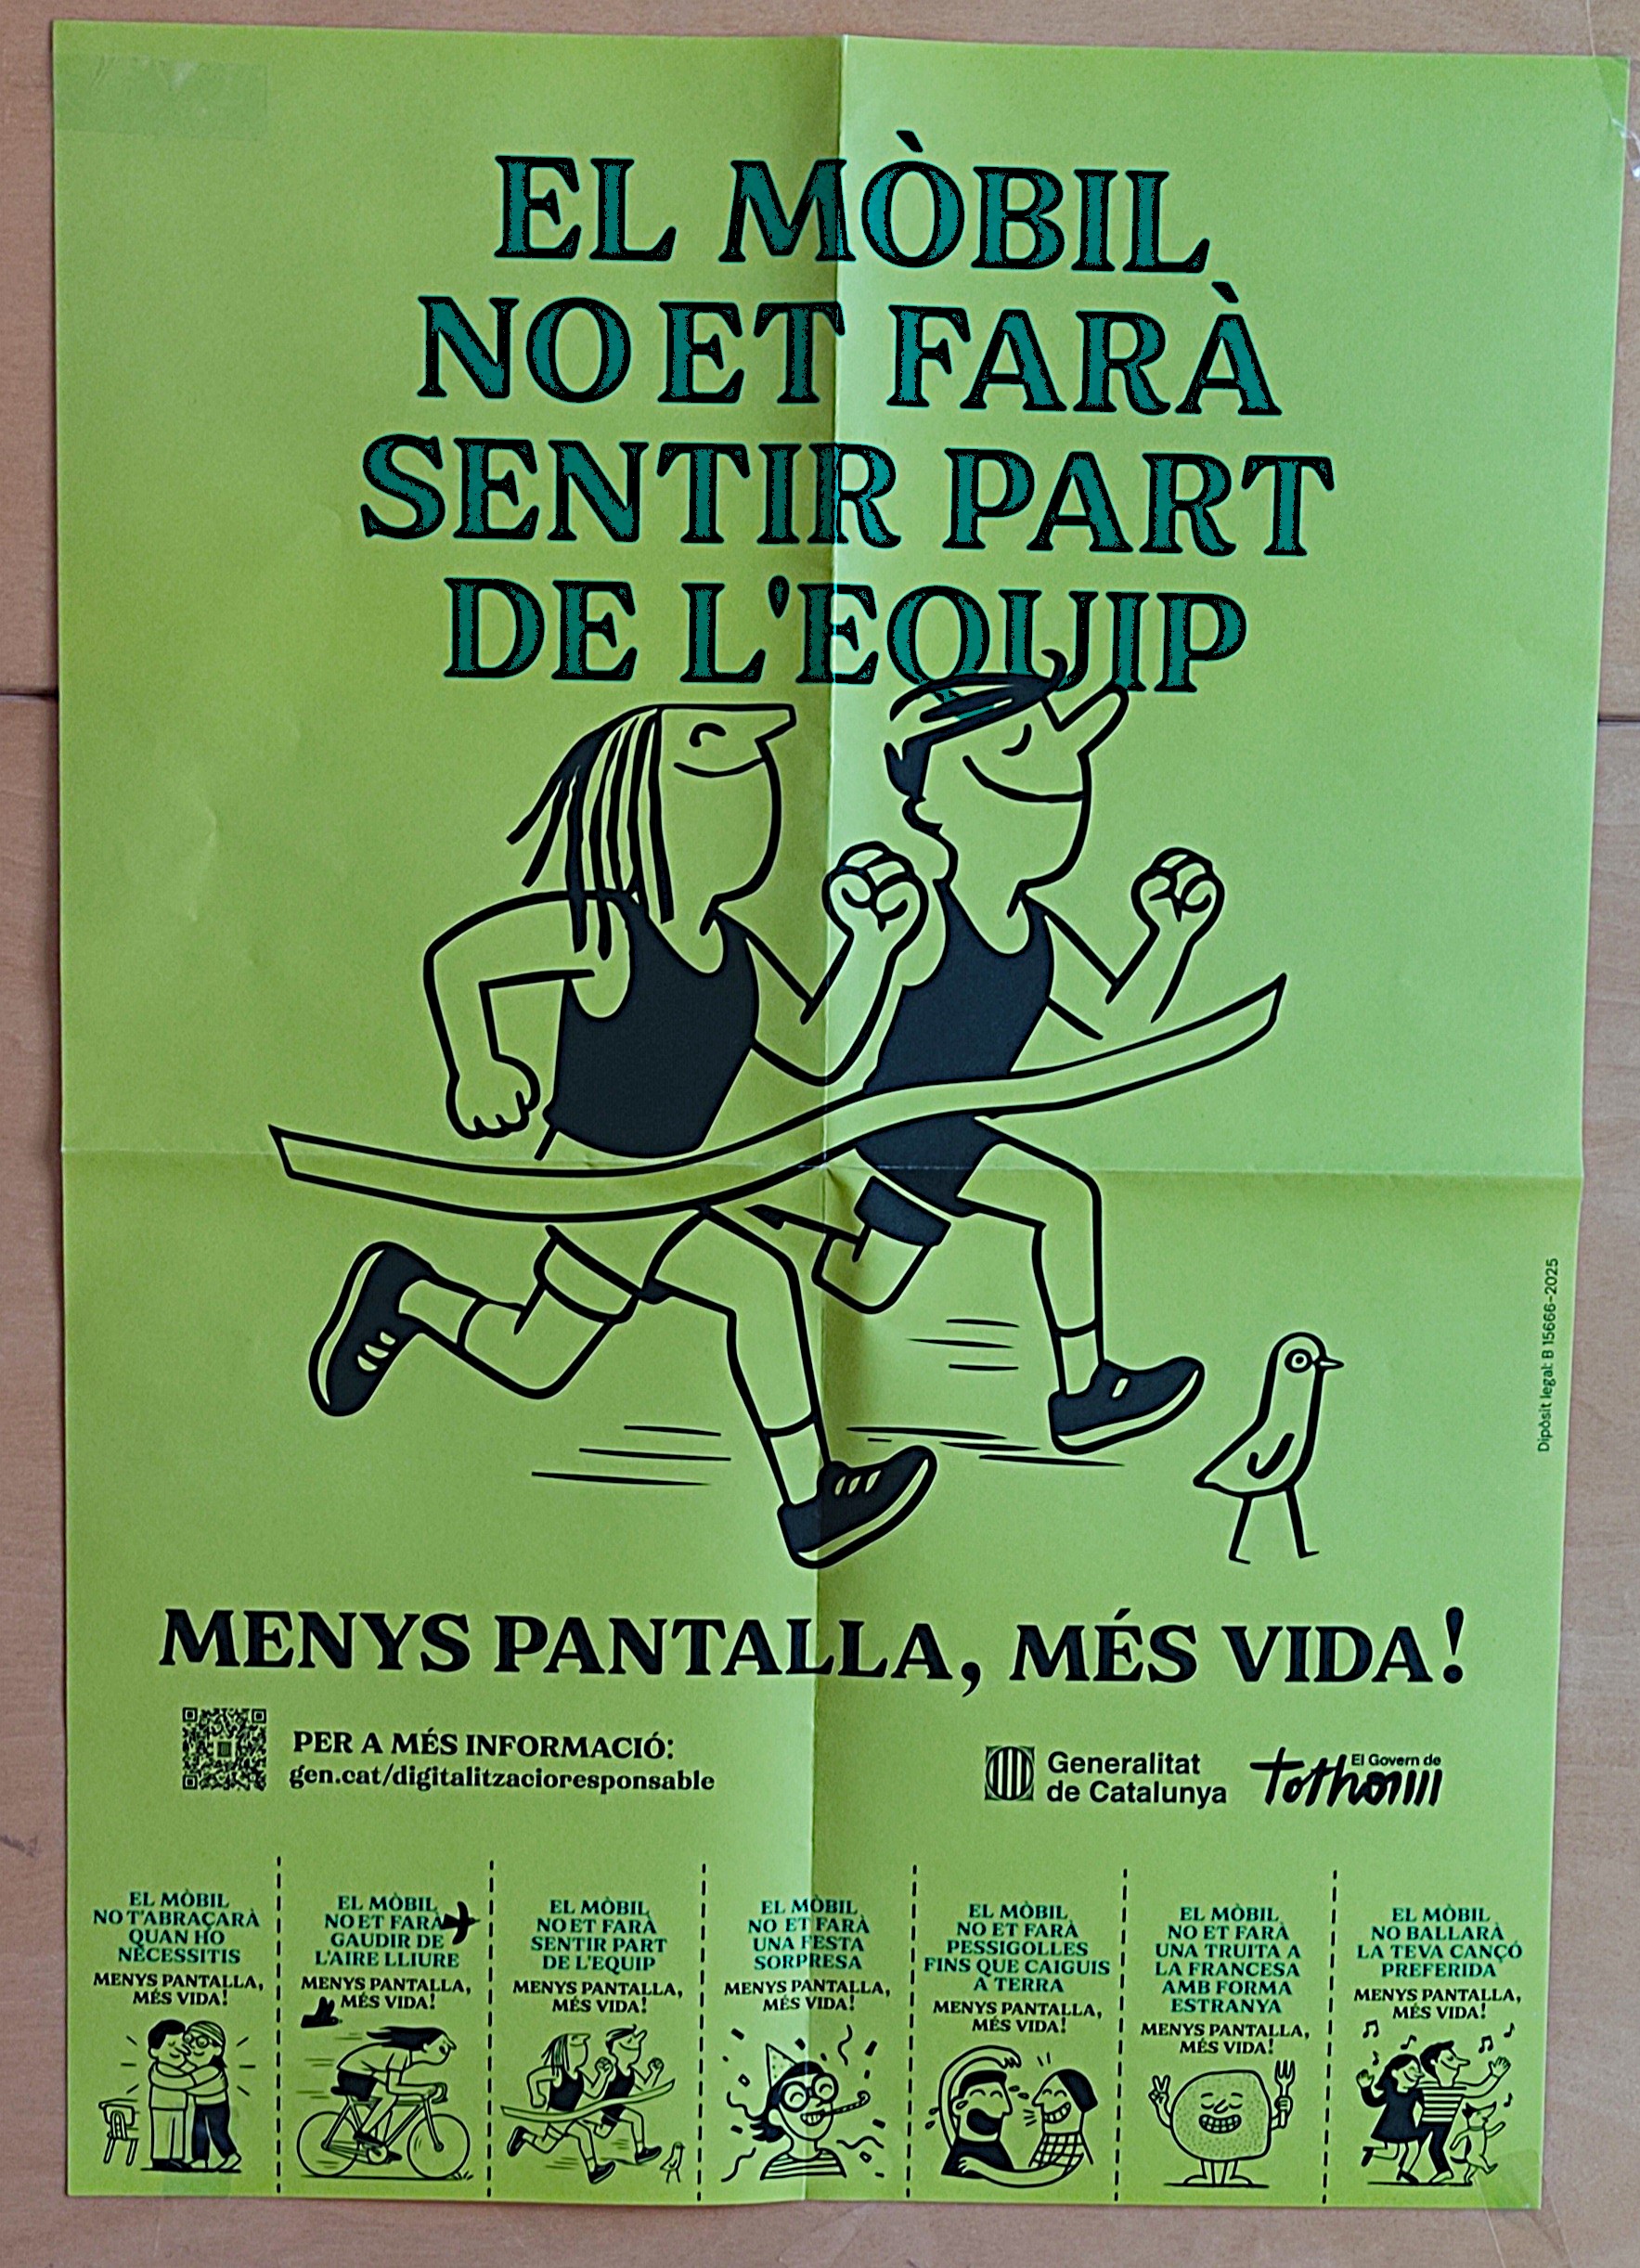 EL MÒBIL
NO ET FARÀ
SENTIR PART
DE L'EQUIP
Dipòsit legal: B 15666-2025
MENYS PANTALLA, MÉS VIDA!
PER A MÉS INFORMACIÓ:
gen.cat/digitalitzacioresponsable
Generalitat
de Catalunya
El Govern de
tothom
EL MÒBIL
NO T'ABRAÇARÀ
QUAN HO
NECESSITIS
MENYS PANTALLA,
MÉS VIDA!
EL MÒBIL
NO ET FARÀ
GAUDIR DE
L'AIRE LLIURE
MENYS PANTALLA,
MÉS VIDA!
EL MÒBIL
NO ET FARÀ
SENTIR PART
DE L'EQUIP
MENYS PANTALLA,
MÉS VIDA!
EL MÒBIL
NO ET FARÀ
UNA FESTA
SORPRESA
MENYS PANTALLA,
MÉS VIDA!
EL MÒBIL
NO ET FARÀ
PESSIGOLLES
FINS QUE CAIGUIS
A TERRA
MENYS PANTALLA,
MÉS VIDA!
EL MÒBIL
NO ET FARÀ
UNA TRUITA A
LA FRANCESA
AMB FORMA
ESTRANYA
MENYS PANTALLA,
MÉS VIDA!
EL MÒBIL
NO BALLARÀ
LA TEVA CANÇÓ
PREFERIDA
MENYS PANTALLA,
MÉS VIDA!